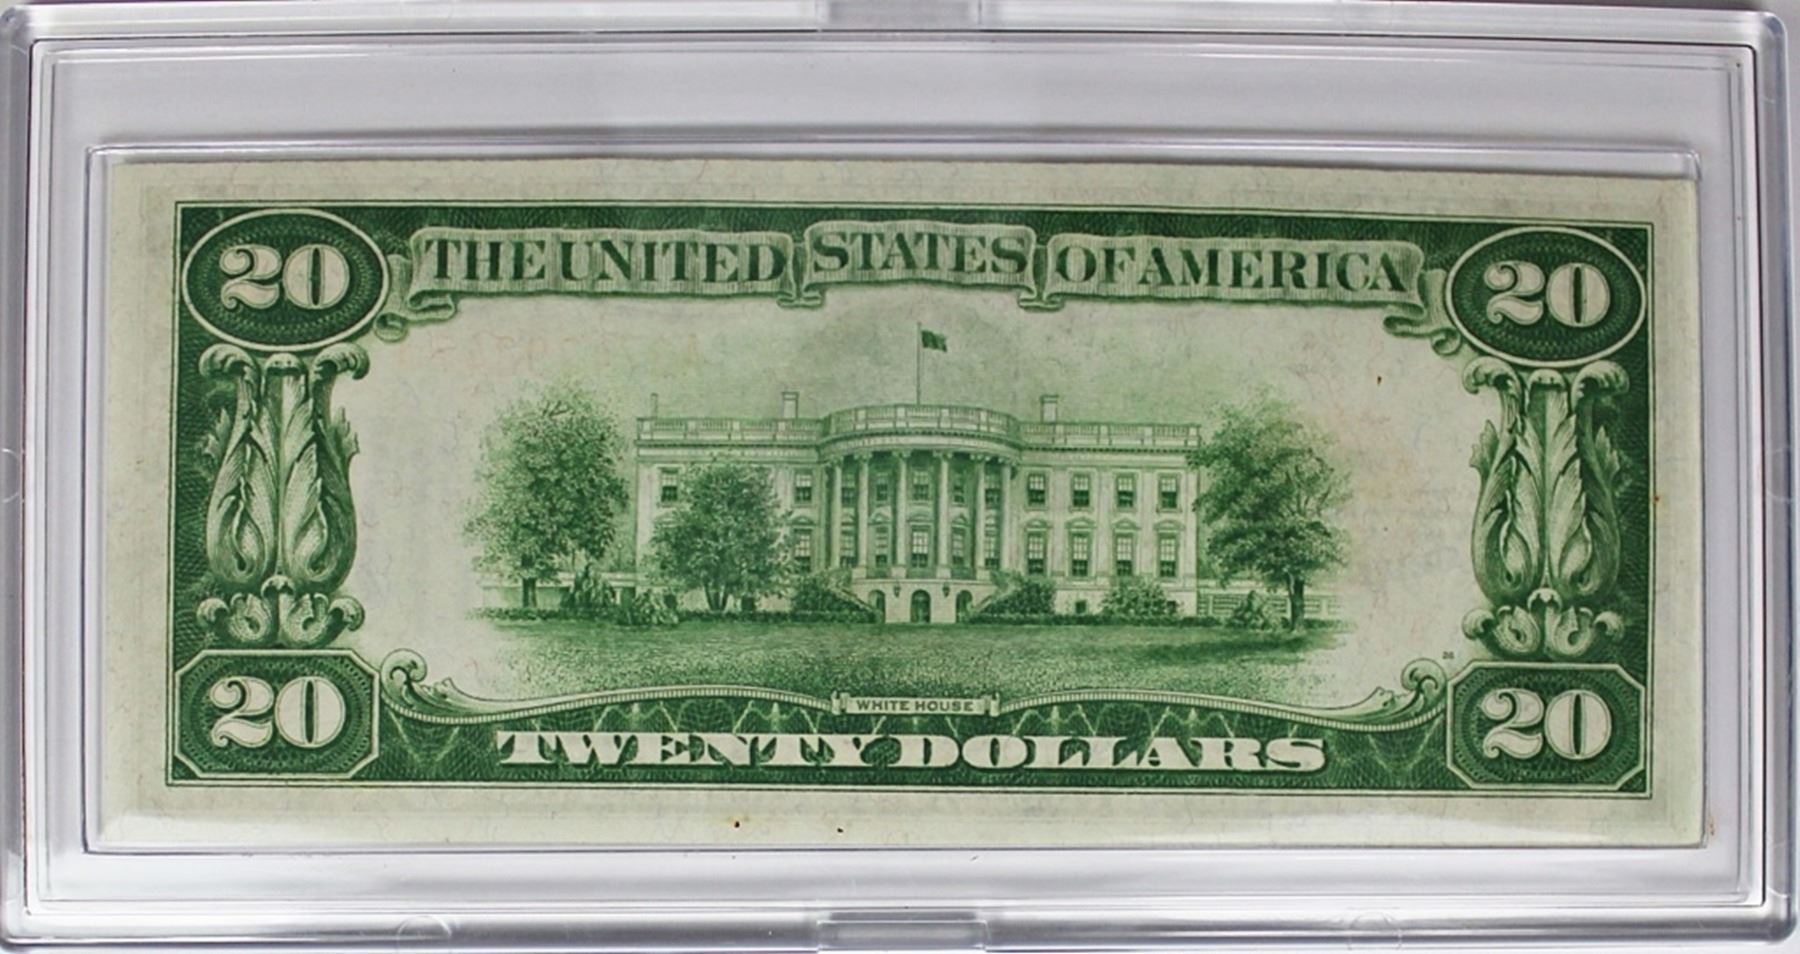 THE UNITED STATES OF AMERICA
20 20
WHITE HOUSE
20 TWENTY DOLLARS 20